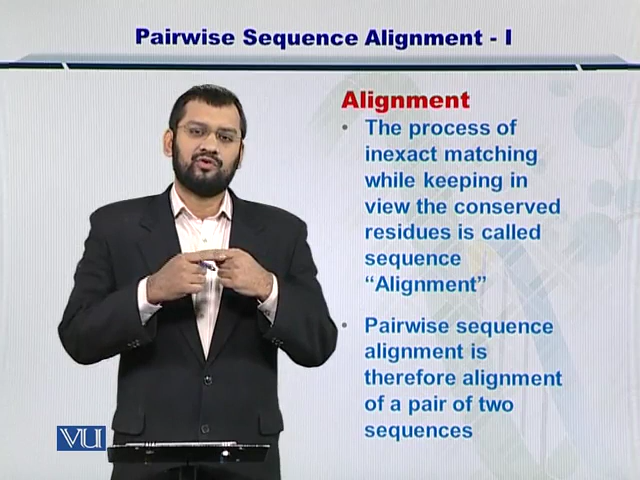 Pairwise Sequence Alignment - I
Alignment
• The process of
inexact matching
while keeping in
view the conserved
residues is called
sequence
“Alignment”
• Pairwise sequence
alignment is
therefore alignment
of a pair of two
sequences
VU